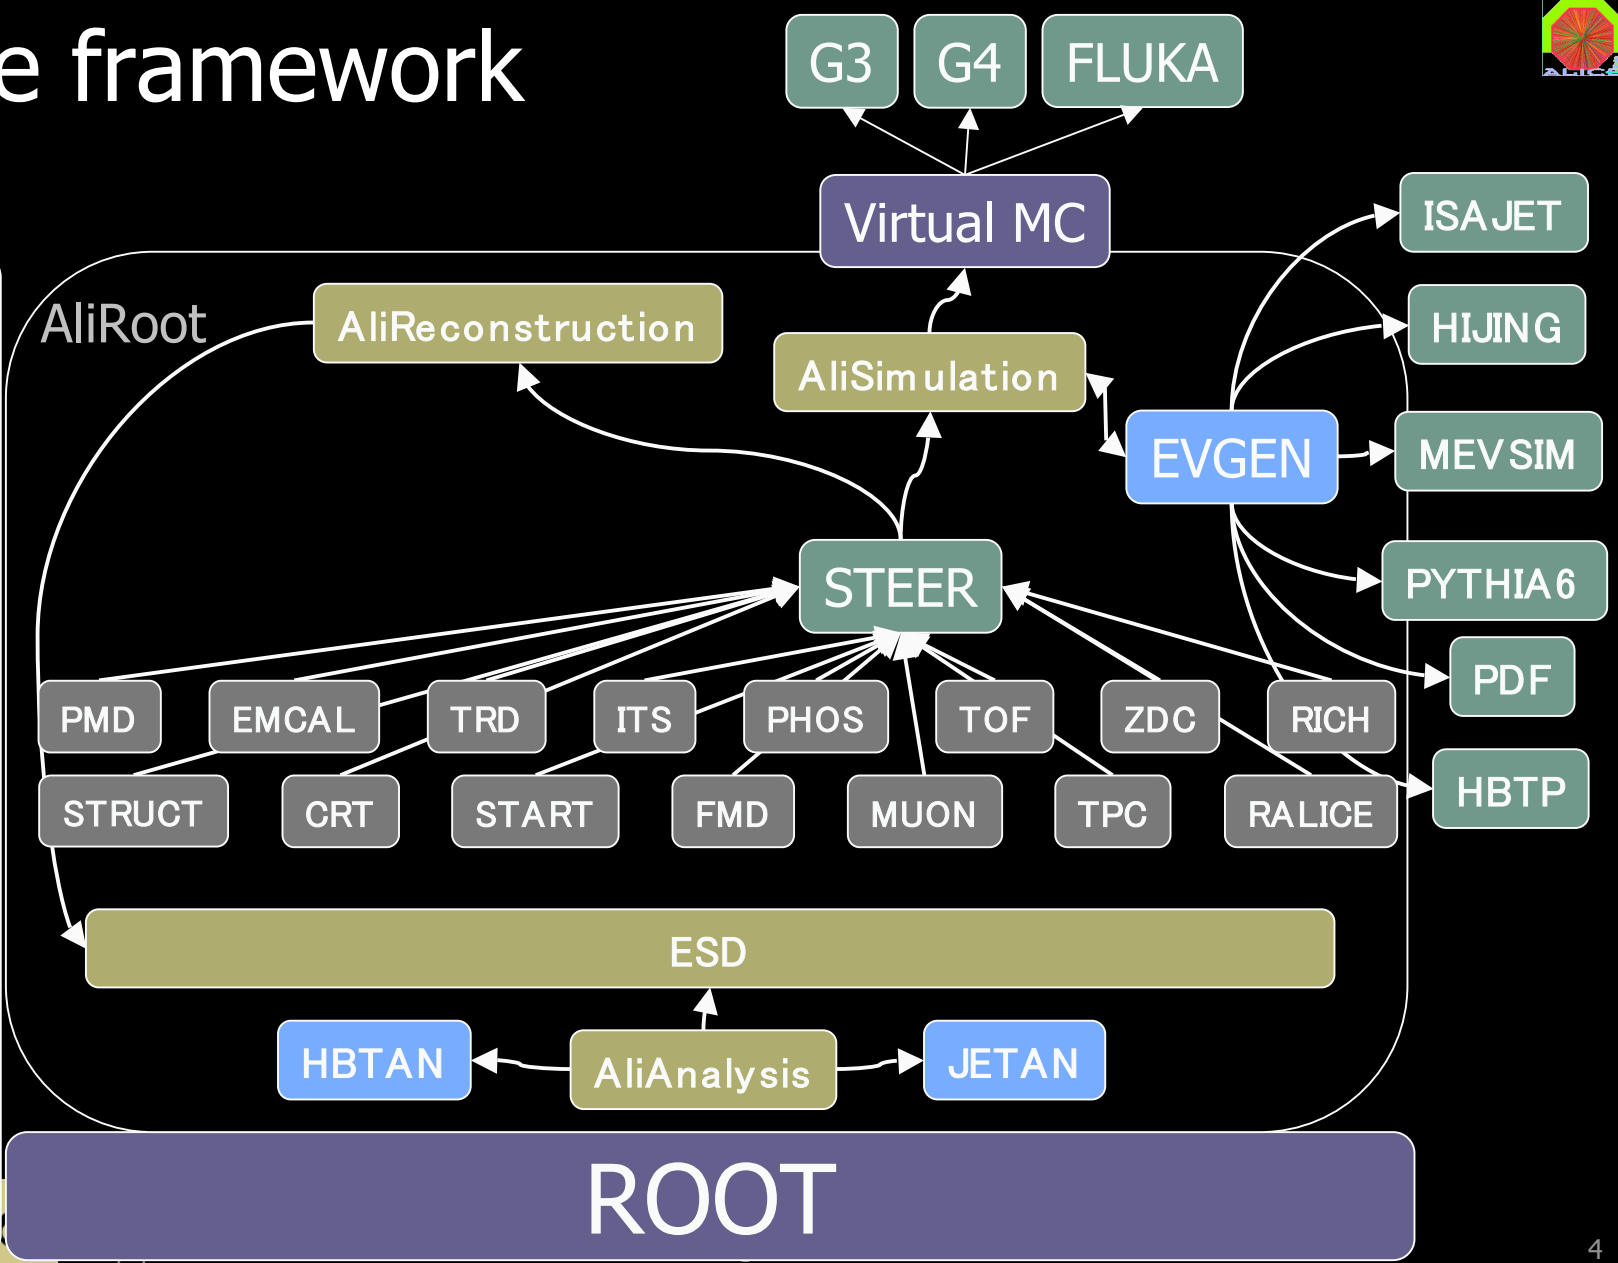 e framework
G3
G4
FLUKA
ALICE
Virtual MC
ISAJET
AliRoot
AliReconstruction
HIJING
AliSimulation
EVGEN
MEVSIM
STEER
PYTHIA6
PMD
EMCAL
TRD
ITS
PHOS
TOF
ZDC
RICH
PDF
STRUCT
CRT
START
FMD
MUON
TPC
RALICE
HBTP
ESD
HBTAN
AliAnalysis
JETAN
ROOT
4